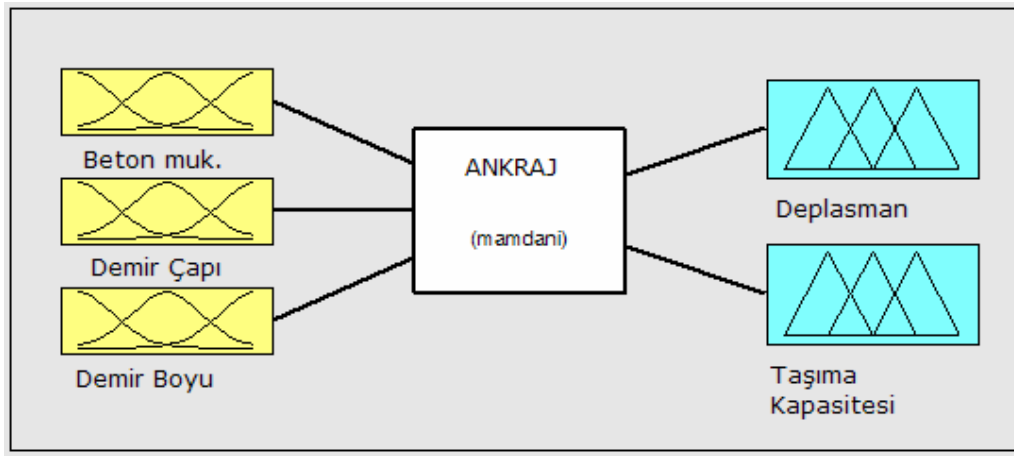 Beton muk.
Demir Çapı
Demir Boyu
ANKRAJ
(mamdani)
Deplasman
Taşıma
Kapasitesi